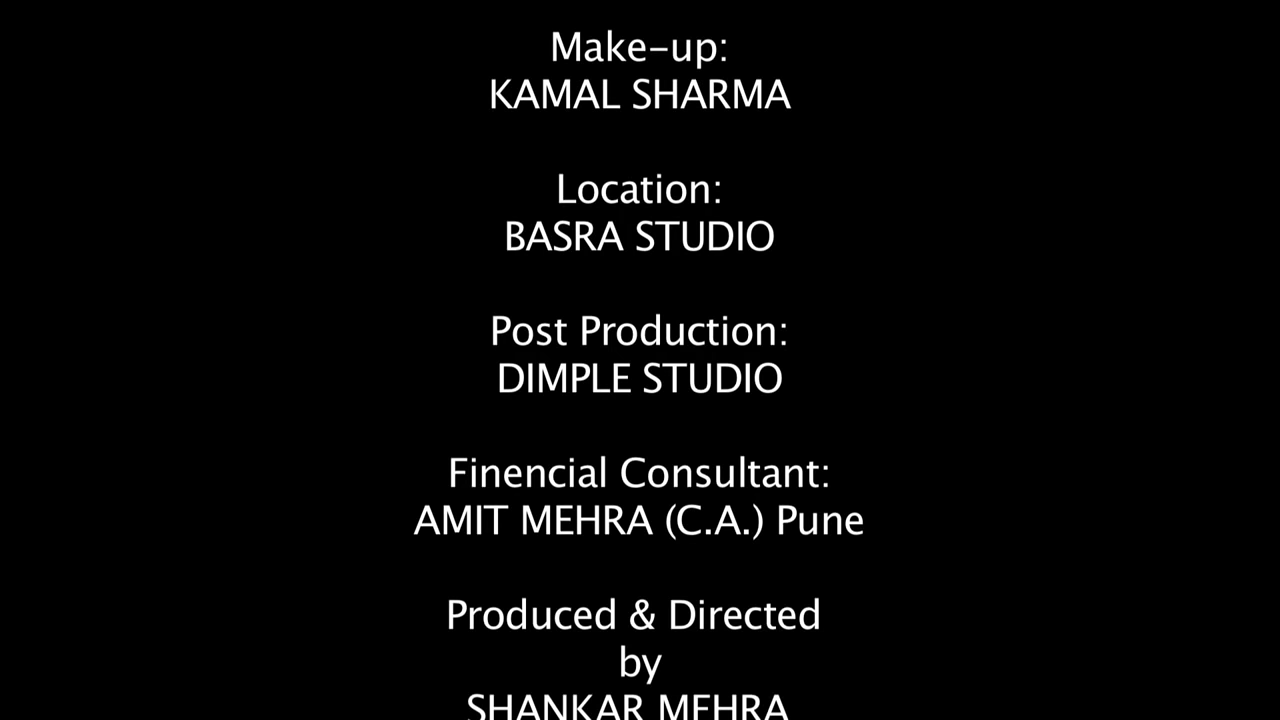 Make-up:
KAMAL SHARMA
Location:
BASRA STUDIO
Post Production:
DIMPLE STUDIO
Finencial Consultant:
AMIT MEHRA (C.A.) Pune
Produced & Directed
by
SHANKAR MEHRA